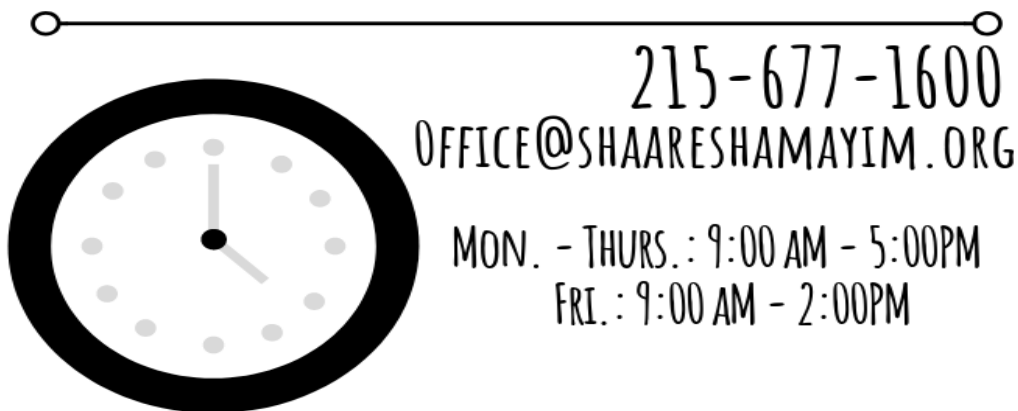 215-677-1600
Office@shaareshamayim.org
Mon. - Thurs.: 9:00 AM - 5:00PM
Fri.: 9:00 AM - 2:00PM